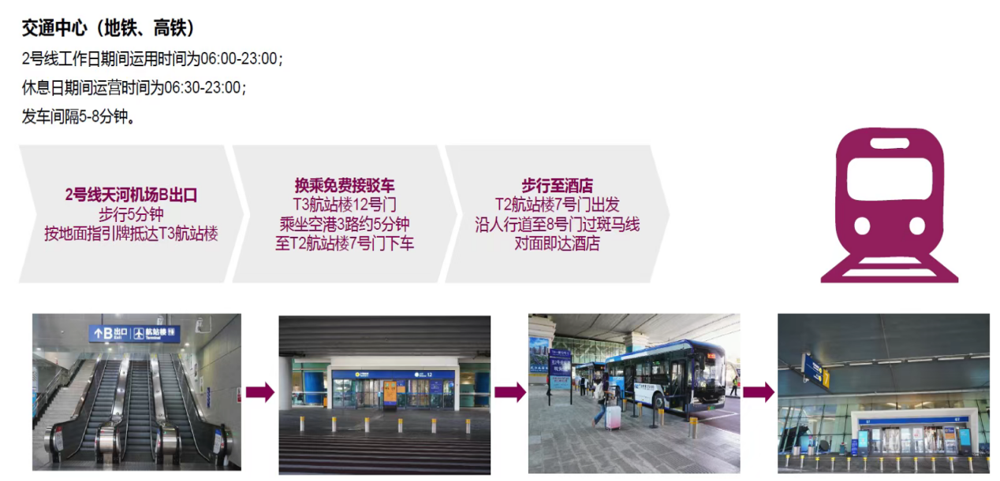 交通中心（地铁、高铁）
2号线工作日期间运用时间为06:00-23:00；
休息日期间运营时间为06:30-23:00；
发车间隔5-8分钟。
2号线天河机场B出口
步行5分钟
按地面指引牌抵达T3航站楼
换乘免费接驳车
T3航站楼12号门
乘坐空港3路约5分钟
至T2航站楼7号门下车
步行至酒店
T2航站楼7号门出发
沿人行道至8号门过斑马线
对面即达酒店
B出口 航站楼
Exit Terminal
12
7